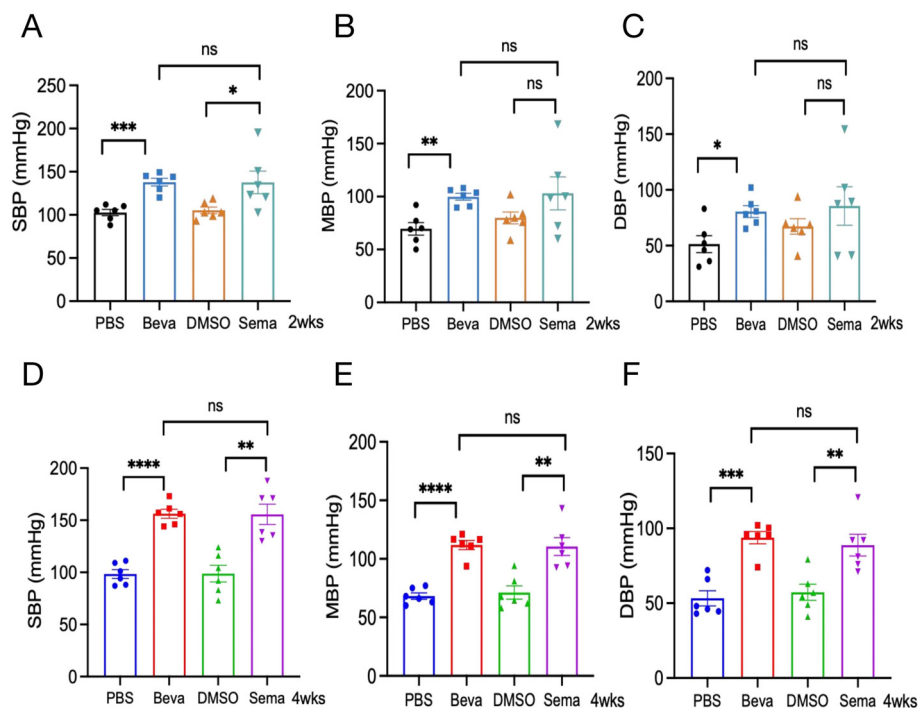 A
B
C
ns
***
*
SBP (mmHg)
250
200
150
100
50
0
PBS Beva DMSO Sema 2wks
ns
ns
**
MBP (mmHg)
200
150
100
50
0
PBS Beva DMSO Sema 2wks
ns
ns
*
DBP (mmHg)
200
150
100
50
0
PBS Beva DMSO Sema 2wks
D
E
F
ns
****
**
SBP (mmHg)
200
150
100
50
0
PBS Beva DMSO Sema 4wks
ns
****
**
MBP (mmHg)
200
150
100
50
0
PBS Beva DMSO Sema 4wks
ns
***
**
DBP (mmHg)
150
100
50
0
PBS Beva DMSO Sema 4wks